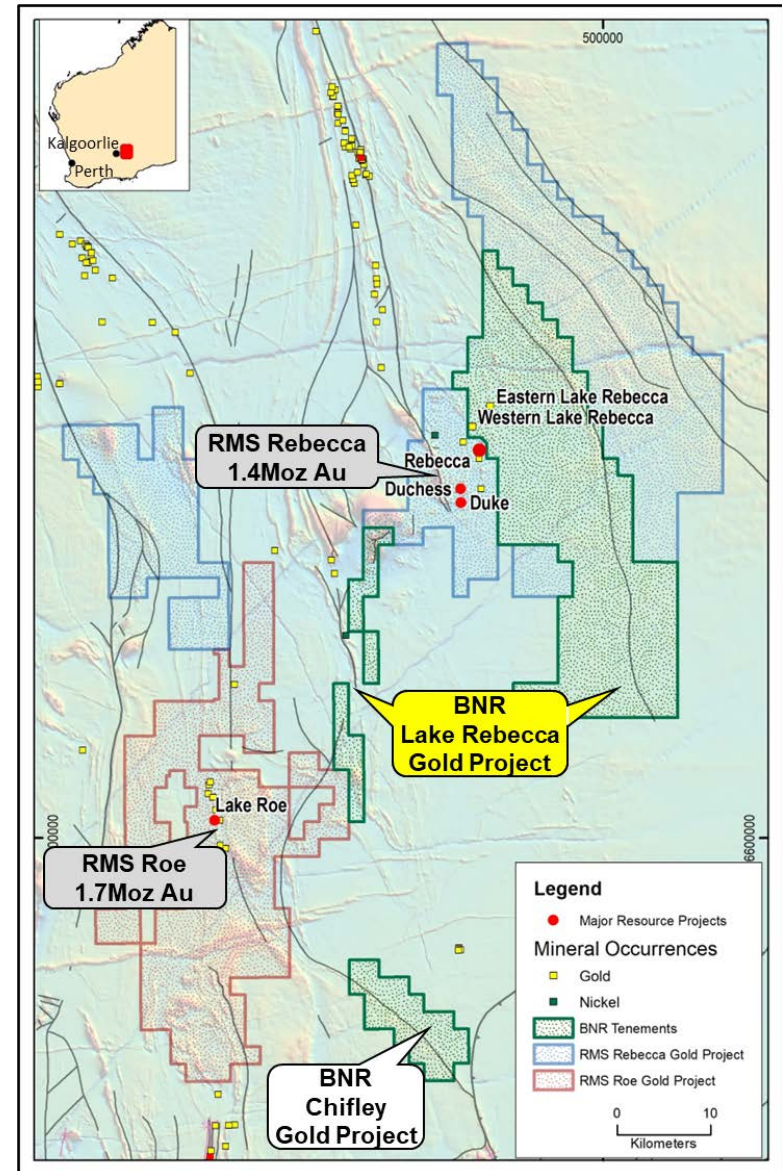 500000
Kalgoorlie
Perth
Eastern Lake Rebecca
Western Lake Rebecca
RMS Rebecca
1.4Moz Au
Rebecca
Duchess
Duke
BNR
Lake Rebecca
Gold Project
Lake Roe
6600000
RMS Roe
1.7Moz Au
BNR
Chifley
Gold Project
Legend
Major Resource Projects
Mineral Occurrences
Gold
Nickel
BNR Tenements
RMS Rebecca Gold Project
RMS Roe Gold Project
0 10
Kilometers